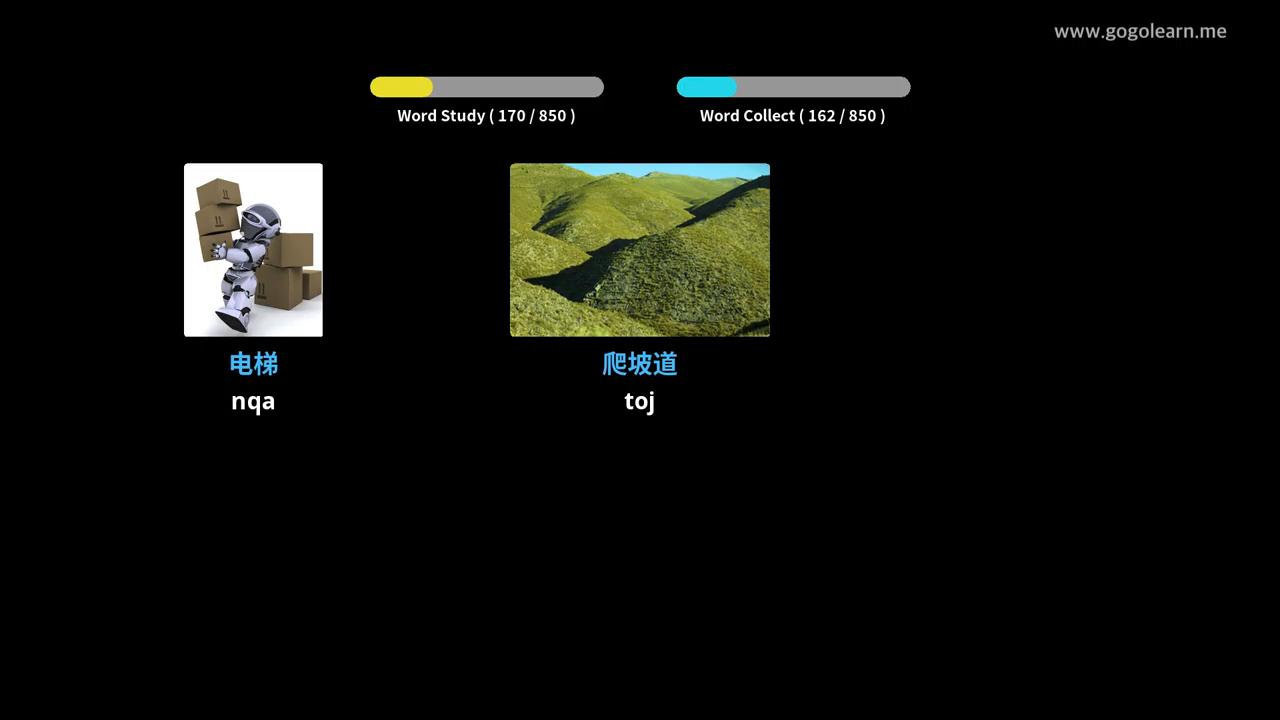 www.gogolearn.me
Word Study ( 170 / 850 )
Word Collect ( 162 / 850 )
电梯
nqa
爬坡道
toj